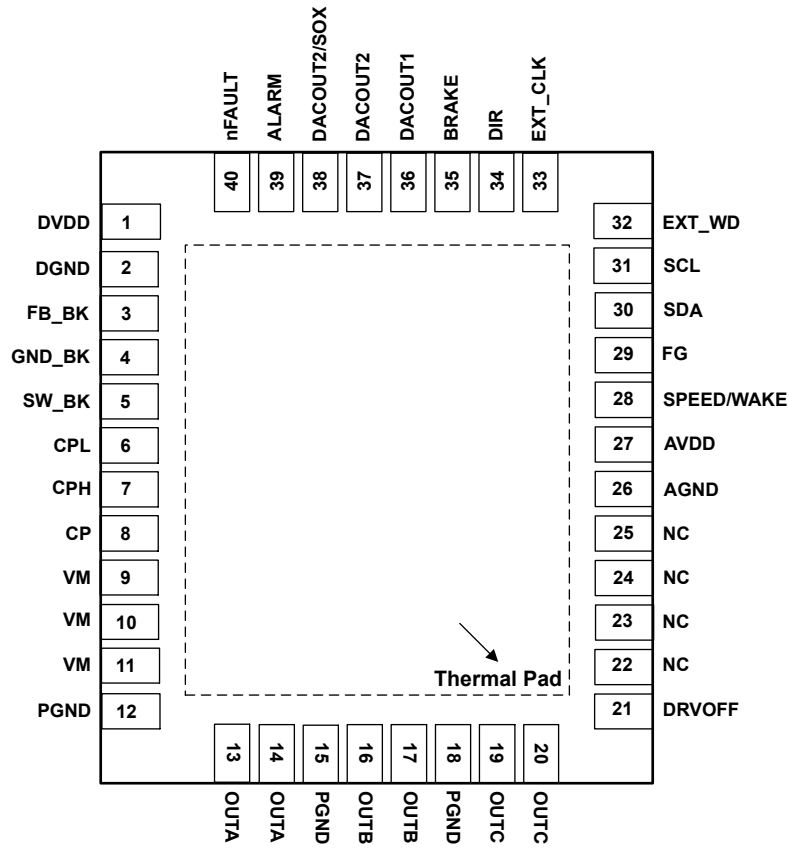 nFAULT
ALARM
DACOUT2/SOX
DACOUT2
DACOUT1
BRAKE
DIR
EXT_CLK
40
39
38
37
36
35
34
33
DVDD 1
DGND 2
FB_BK 3
GND_BK 4
SW_BK 5
CPL 6
CPH 7
CP 8
VM 9
VM 10
VM 11
PGND 12
32 EXT_WD
31 SCL
30 SDA
29 FG
28 SPEED/WAKE
27 AVDD
26 AGND
25 NC
24 NC
23 NC
22 NC
21 DRVOFF
Thermal Pad
13
14
15
16
17
18
19
20
OUTA
OUTA
PGND
OUTB
OUTB
PGND
OUTC
OUTC